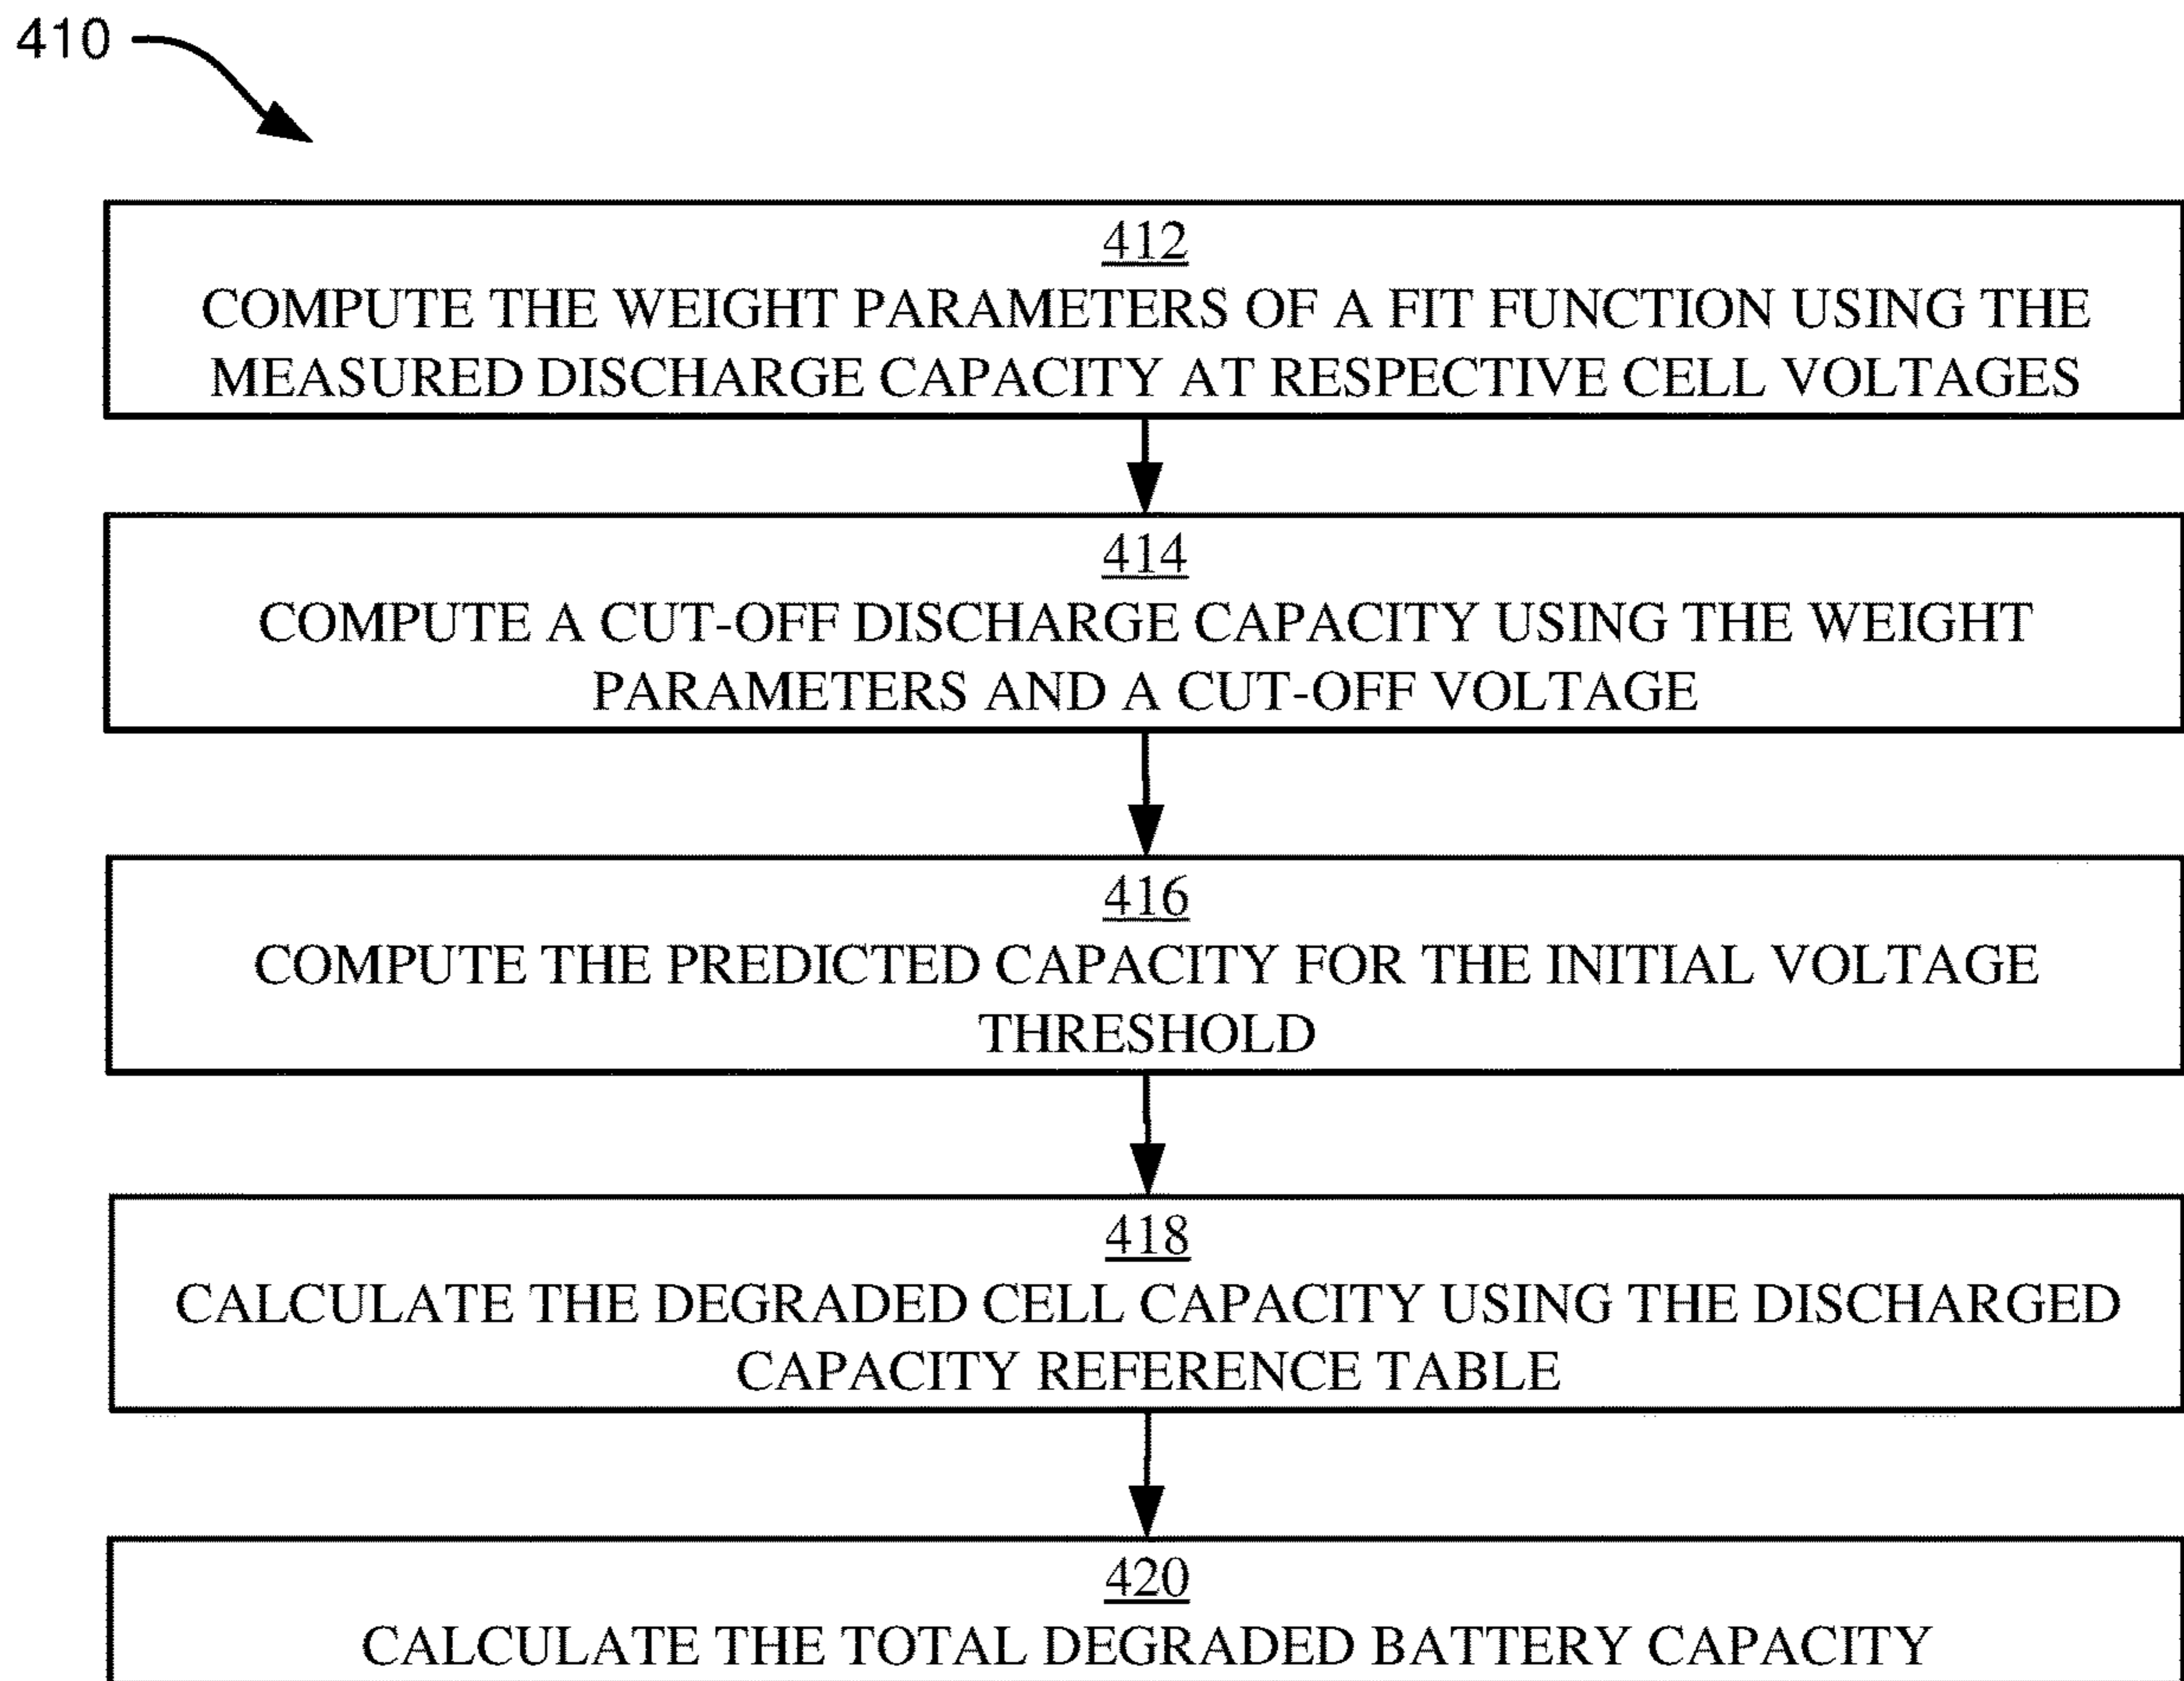 410
412
COMPUTE THE WEIGHT PARAMETERS OF A FIT FUNCTION USING THE
MEASURED DISCHARGE CAPACITY AT RESPECTIVE CELL VOLTAGES
414
COMPUTE A CUT-OFF DISCHARGE CAPACITY USING THE WEIGHT
PARAMETERS AND A CUT-OFF VOLTAGE
416
COMPUTE THE PREDICTED CAPACITY FOR THE INITIAL VOLTAGE
THRESHOLD
418
CALCULATE THE DEGRADED CELL CAPACITY USING THE DISCHARGED
CAPACITY REFERENCE TABLE
420
CALCULATE THE TOTAL DEGRADED BATTERY CAPACITY